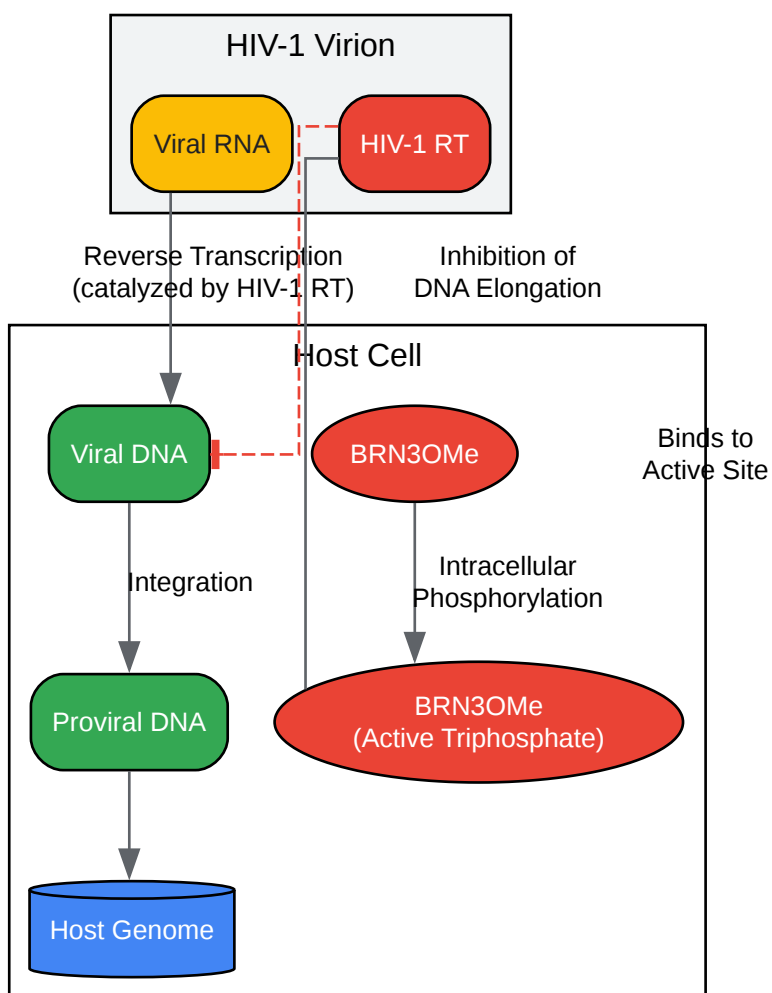 HIV-1 Virion
Viral RNA
HIV-1 RT
Reverse Transcription
(catalyzed by HIV-1 RT)
Inhibition of
DNA Elongation
Host Cell
Viral DNA
BRN3OMe
Binds to
Active Site
Integration
Intracellular
Phosphorylation
Proviral DNA
BRN3OMe
(Active Triphosphate)
Host Genome